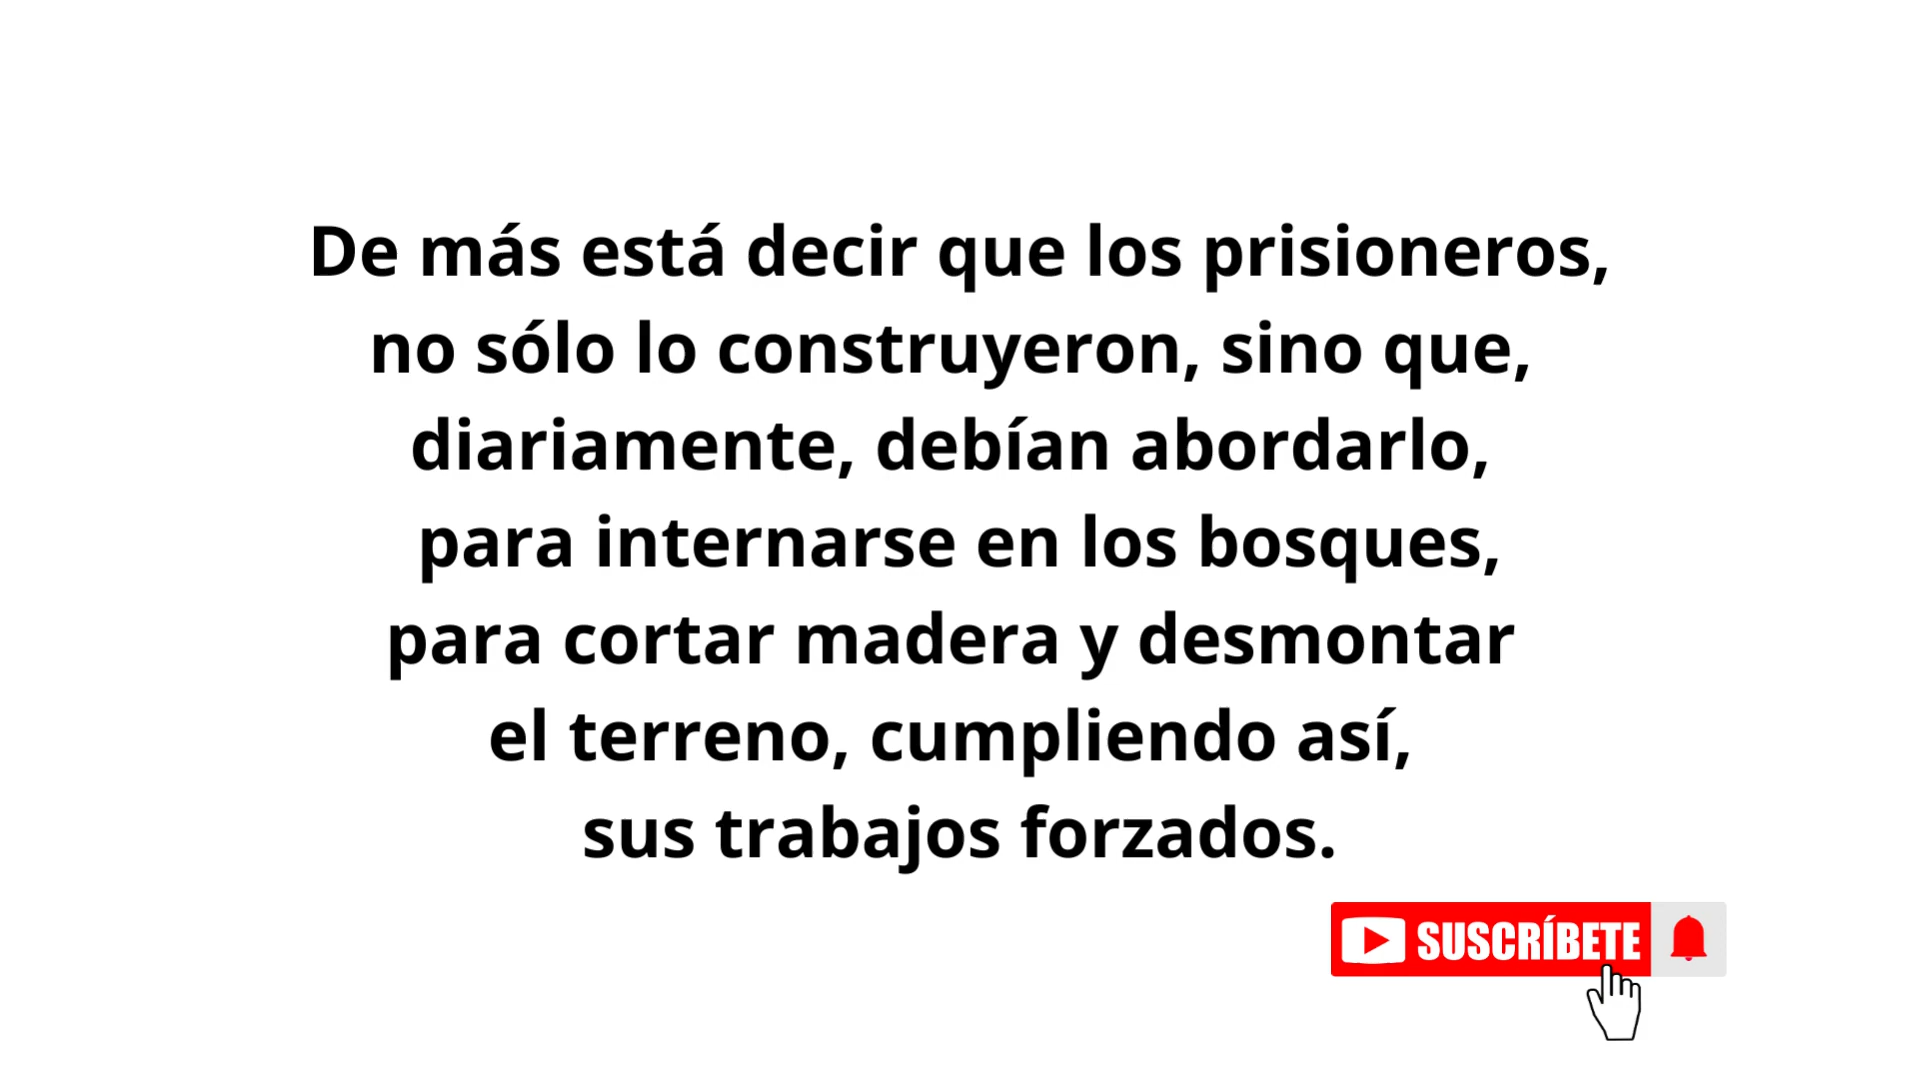 De más está decir que los prisioneros,
no sólo lo construyeron, sino que,
diariamente, debían abordarlo,
para internarse en los bosques,
para cortar madera y desmontar
el terreno, cumpliendo así,
sus trabajos forzados.
SUSCRÍBETE